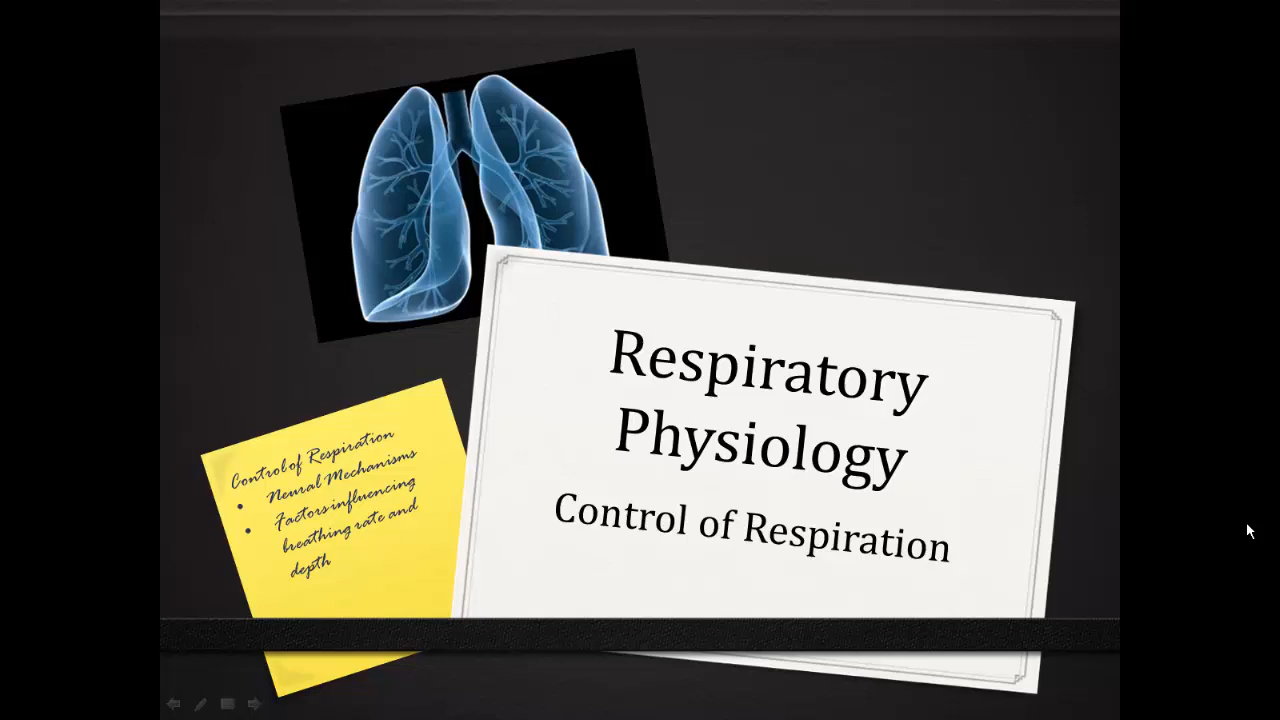 Respiratory
Physiology
Control of Respiration
Control of Respiration
• Neural Mechanisms
• Factors influencing
breathing rate and
depth